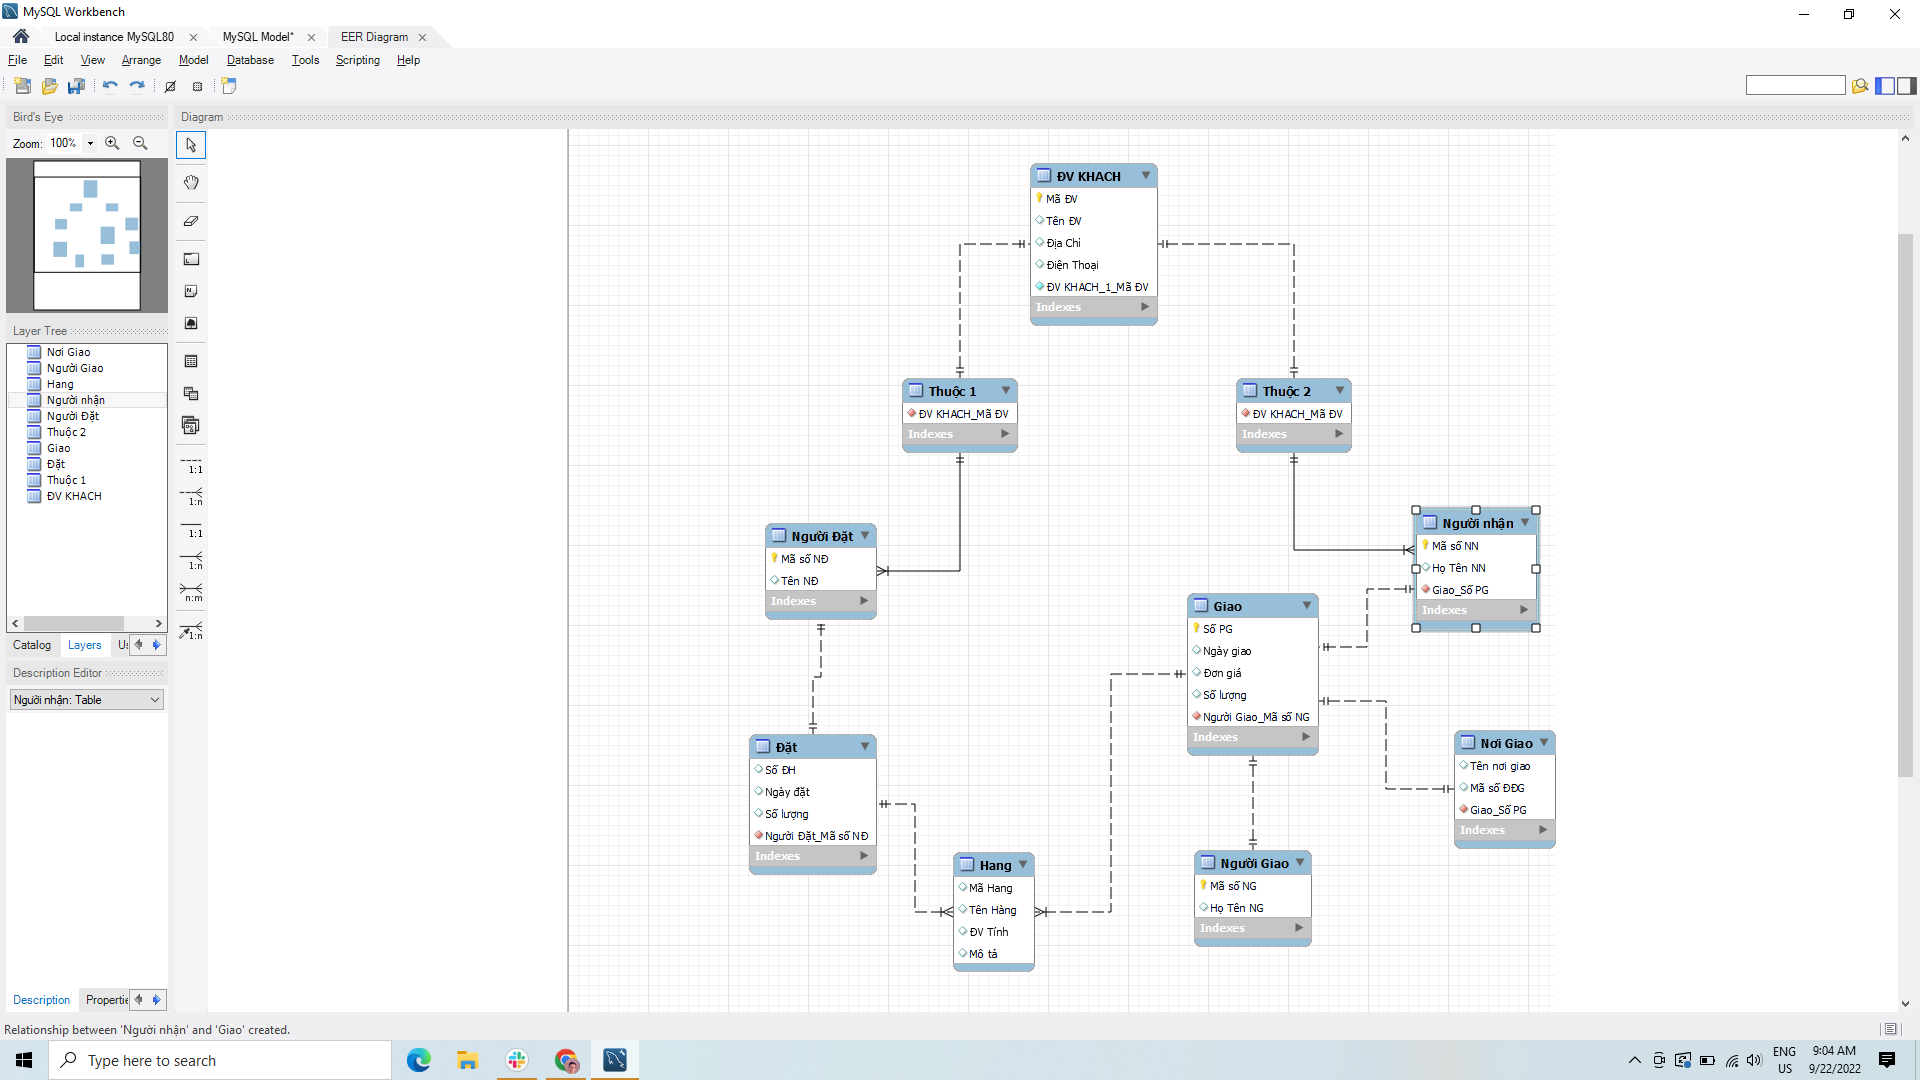 MySQL Workbench
Local instance MySQL80
MySQL Model*
EER Diagram
File Edit View Arrange Model Database Tools Scripting Help
Bird's Eye
Zoom: 100%
Layer Tree
Nơi Giao
Người Giao
Hang
Người nhận
Người Đặt
Thuộc 2
Giao
Đặt
Thuộc 1
ĐV KHACH
Catalog Layers Us
Description Editor
Người nhận: Table
Description Propertie
1:1
1:n
1:1
1:n
n:m
1:n
Diagram
ĐV KHACH
Mã ĐV
Tên ĐV
Địa Chỉ
Điện Thoại
ĐV KHACH_1_Mã ĐV
Indexes
Thuộc 1
ĐV KHACH_Mã ĐV
Indexes
Thuộc 2
ĐV KHACH_Mã ĐV
Indexes
Người Đặt
Mã số NĐ
Tên NĐ
Indexes
Người nhận
Mã số NN
Họ Tên NN
Giao_Số PG
Indexes
Giao
Số PG
Ngày giao
Đơn giá
Số lượng
Người Giao_Mã số NG
Indexes
Đặt
Số ĐH
Ngày đặt
Số lượng
Người Đặt_Mã số NĐ
Indexes
Nơi Giao
Tên nơi giao
Mã số ĐĐG
Giao_Số PG
Indexes
Hang
Mã Hang
Tên Hàng
ĐV Tính
Mô tả
Người Giao
Mã số NG
Họ Tên NG
Indexes
Relationship between 'Người nhận' and 'Giao' created.
Type here to search
ENG
US
9:04 AM
9/22/2022